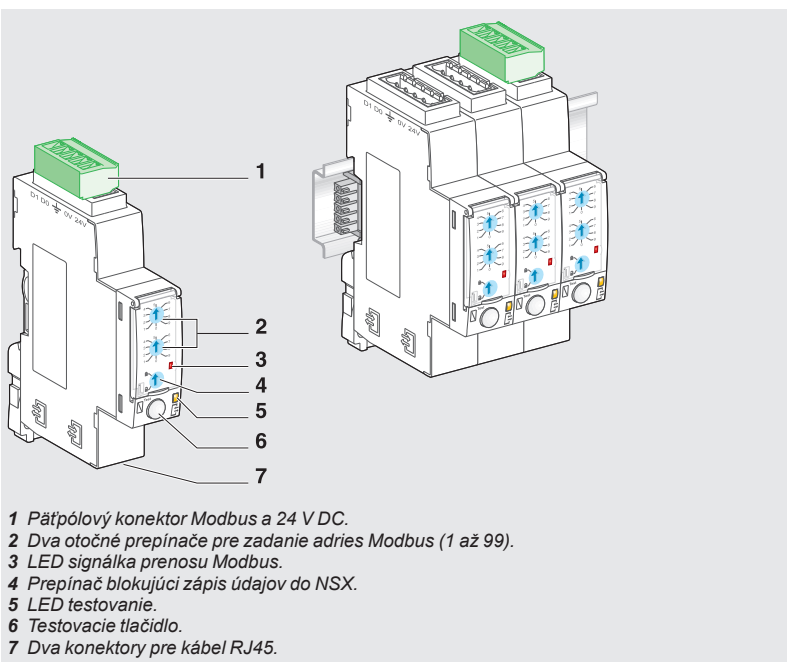 D1 D0 0V 24V
1
D1 D0 0V 24V
2
3
4
5
6
7
1 Päťpólový konektor Modbus a 24 V DC.
2 Dva otočné prepínače pre zadanie adries Modbus (1 až 99).
3 LED signálka prenosu Modbus.
4 Prepínač blokujúci zápis údajov do NSX.
5 LED testovanie.
6 Testovacie tlačidlo.
7 Dva konektory pre kábel RJ45.